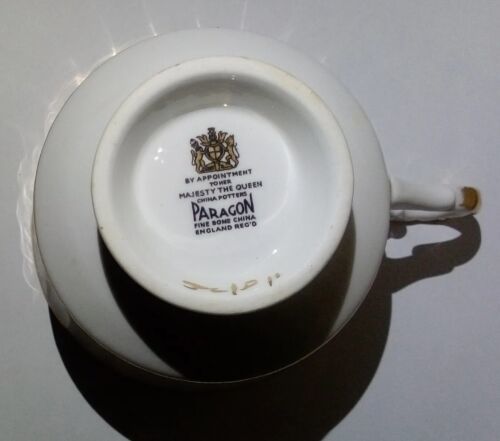 BY APPOINTMENT
TO HER
MAJESTY THE QUEEN
CHINA POTTERS
PARAGON
FINE BONE CHINA
ENGLAND REG'D